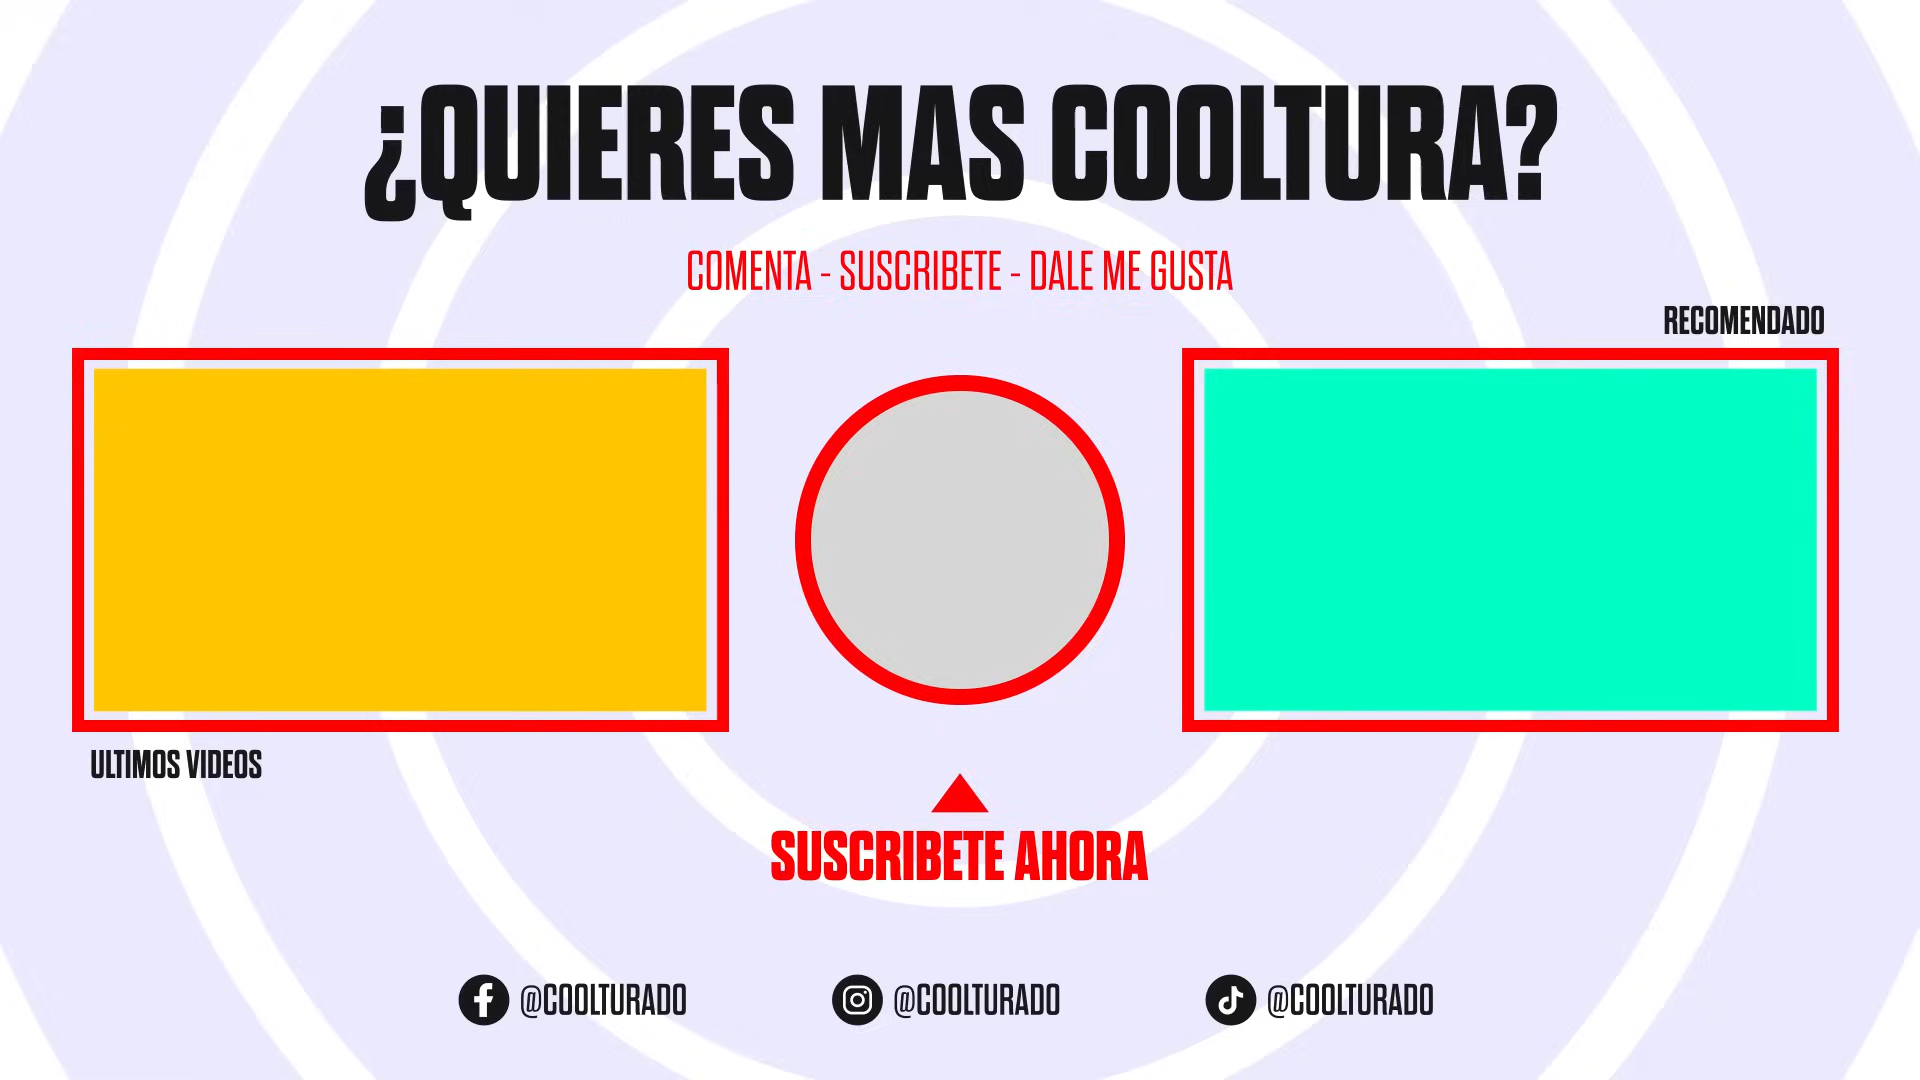 ¿QUIERES MAS COOLTURA?
COMENTA - SUSCRIBETE - DALE ME GUSTA
RECOMENDADO
ULTIMOS VIDEOS
SUSCRIBETE AHORA
@COOLTURADO
@COOLTURADO
@COOLTURADO